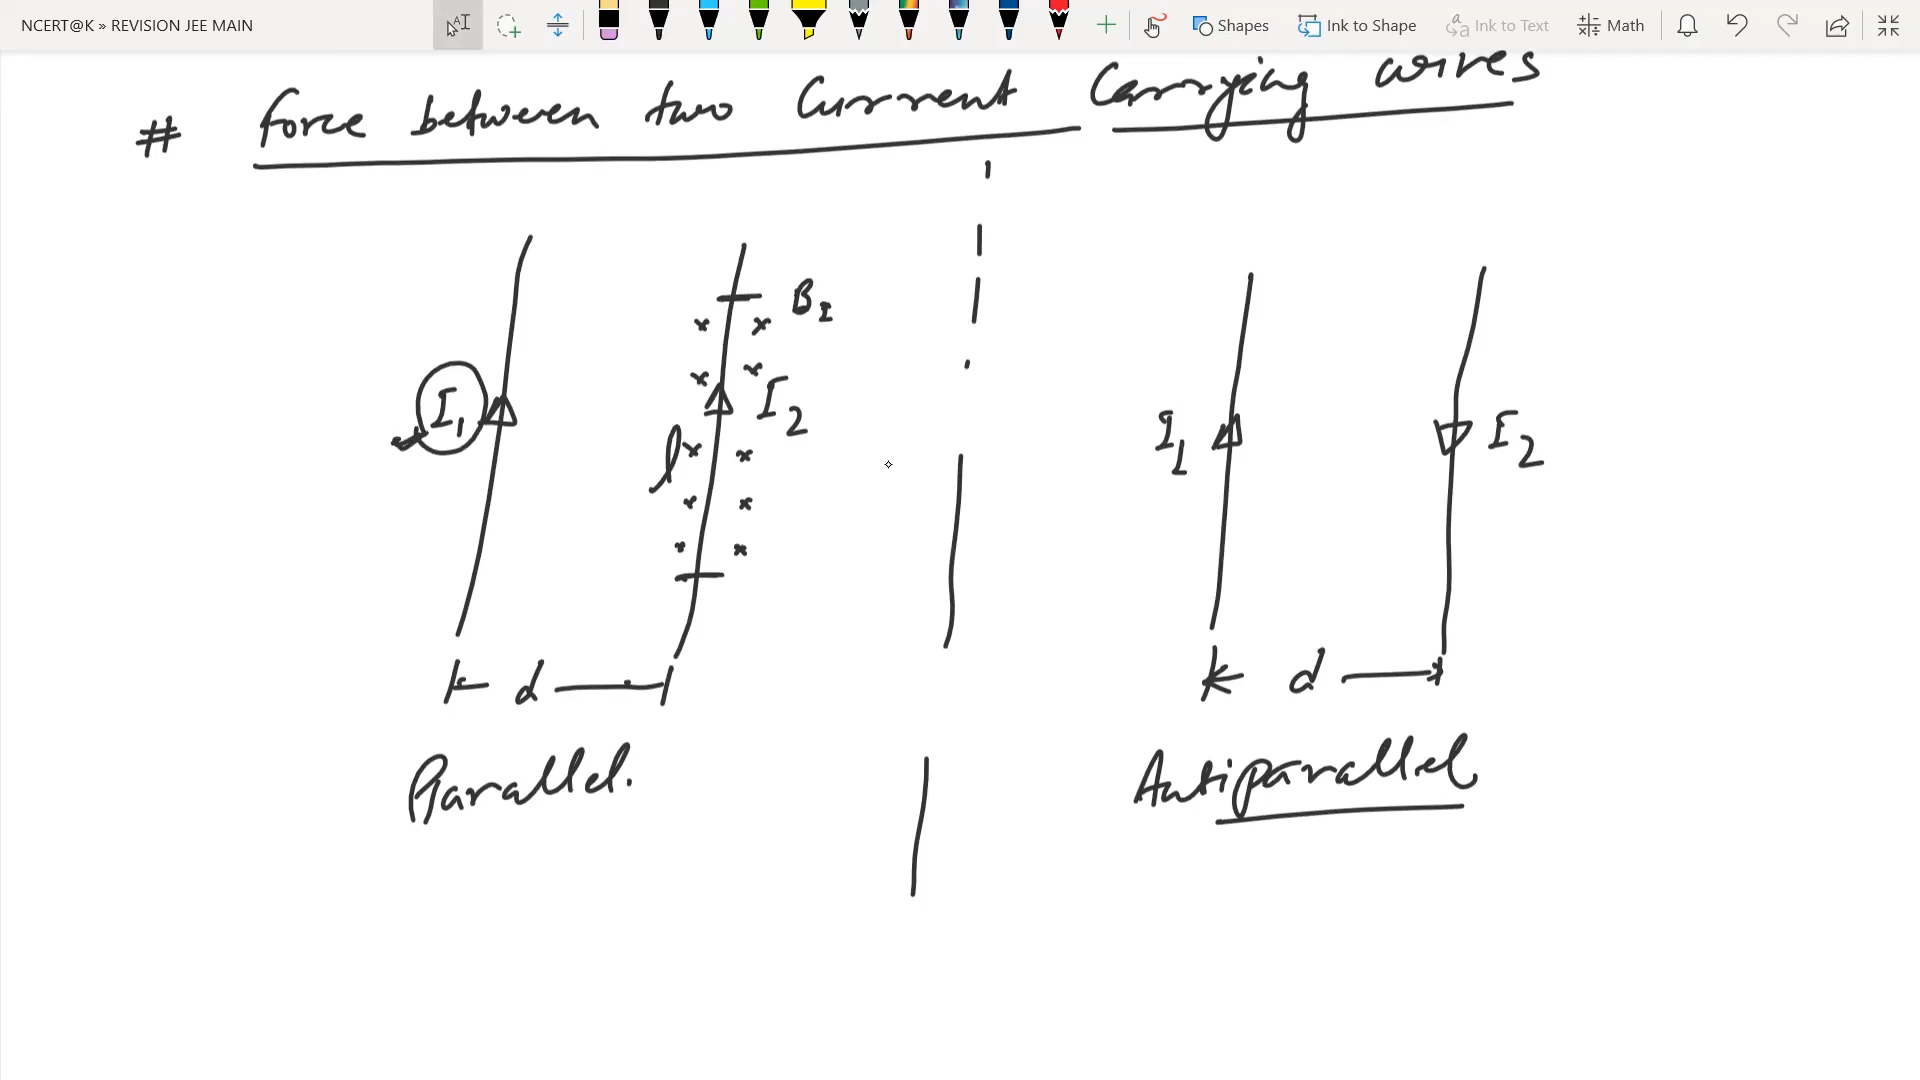 NCERT@K » REVISION JEE MAIN
Shapes
Ink to Shape
Ink to Text
Math
# Force between two Current Carrying wires
B1
I1
I2
l
I1
I2
d
d
Parallel.
Antiparallel